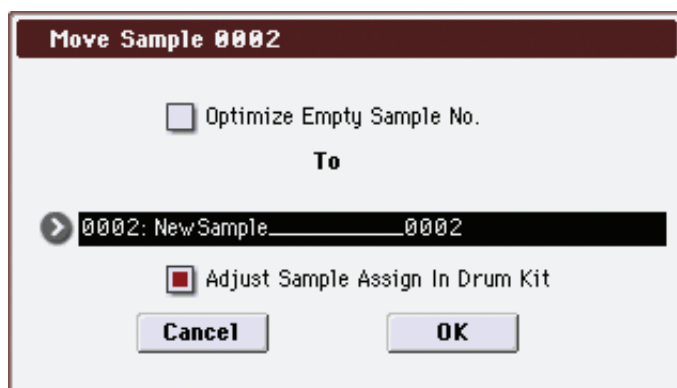 Move Sample 0002
Optimize Empty Sample No.
To
0002: NewSample____________0002
Adjust Sample Assign In Drum Kit
Cancel OK